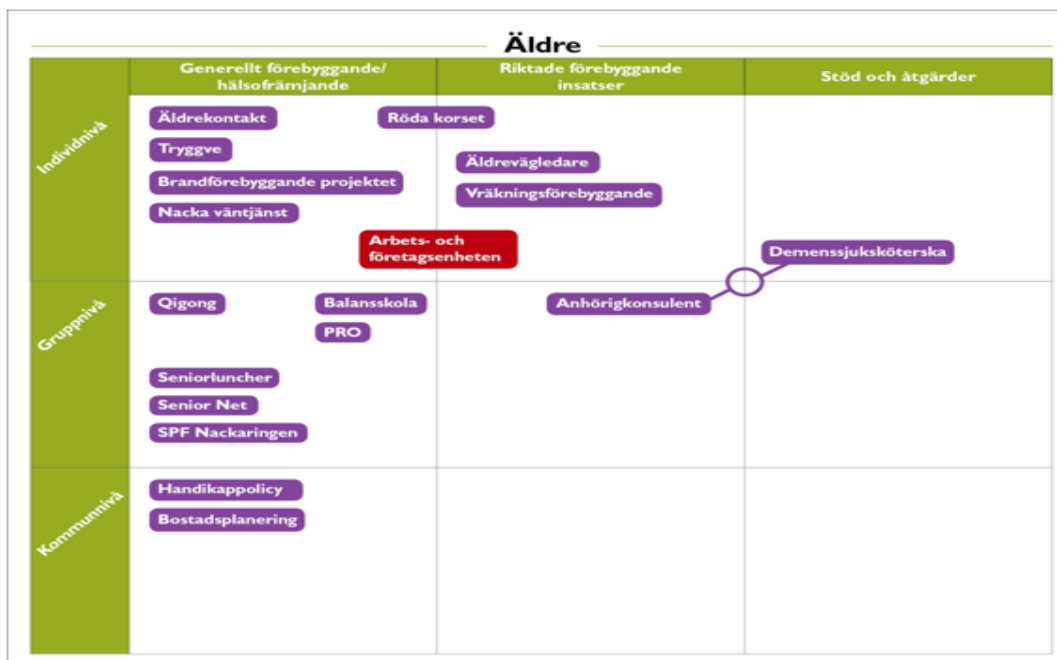 Äldre
Generellt förebyggande/
hälsofrämjande
Riktade förebyggande
insatser
Stöd och åtgärder
Individnivå
Äldrekontakt
Röda korset
Tryggve
Äldrevägledare
Brandförebyggande projektet
Vräkningsförebyggande
Nacka väntjänst
Arbets- och
företagsenheten
Demenssjuksköterska
Gruppnivå
Qigong
Balansskola
Anhörigkonsulent
PRO
Seniorluncher
Senior Net
SPF Nackaringen
Kommunnivå
Handikappolicy
Bostadsplanering